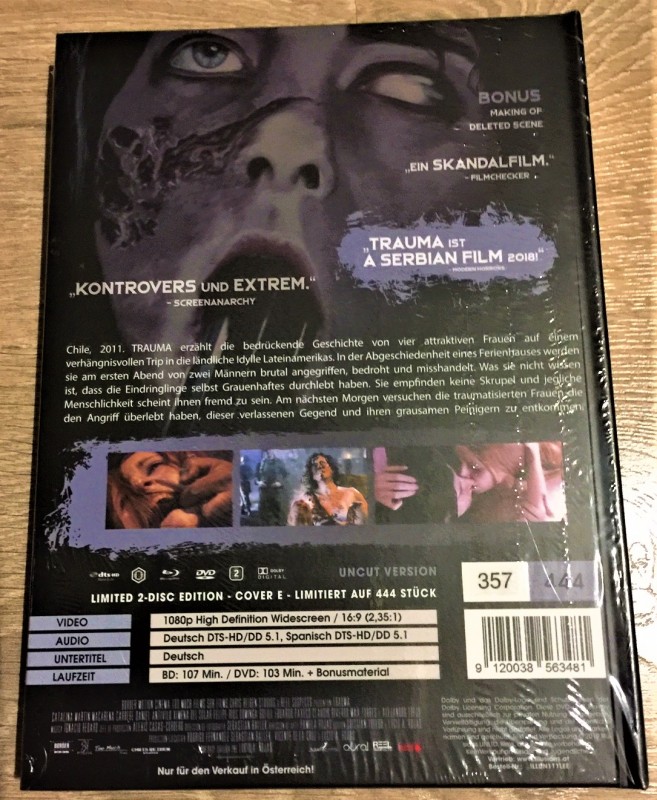 BONUS
MAKING OF
DELETED SCENE
„EIN SKANDALFILM.“
- FILMCHECKER
„TRAUMA IST
A SERBIAN FILM 2018!“
„KONTROVERS UND EXTREM.“
- SCREENANARCHY
Chile, 2011. TRAUMA erzählt die bedrückende Geschichte von vier attraktiven Frauen auf einem
verhängnisvollen Trip in die ländliche Idylle Lateinamerikas. In der Abgeschiedenheit eines Ferienhauses werden
sie am ersten Abend von zwei Männern brutal angegriffen, bedroht und misshandelt. Was sie nicht wissen
ist, dass die Eindringlinge selbst Grauenhaftes durchlebt haben. Sie empfinden keine Skrupel und jegliche
Menschlichkeit scheint ihnen fremd zu sein. Am nächsten Morgen versuchen die traumatisierten Frauen die
den Angriff überlebt haben, dieser verlassenen Gegend und ihren grausamen Peinigern zu entkommen.
dts-HD
Blu-ray
DVD
2
DOLBY
DIGITAL
UNCUT VERSION
LIMITED 2-DISC EDITION - COVER E - LIMITIERT AUF 444 STÜCK
357 444
VIDEO 1080p High Definition Widescreen / 16:9 (2,35:1)
AUDIO Deutsch DTS-HD/DD 5.1, Spanisch DTS-HD/DD 5.1
UNTERTITEL Deutsch
LAUFZEIT BD: 107 Min. / DVD: 103 Min. + Bonusmaterial
9 120038 563481
Nur für den Verkauf in Österreich!